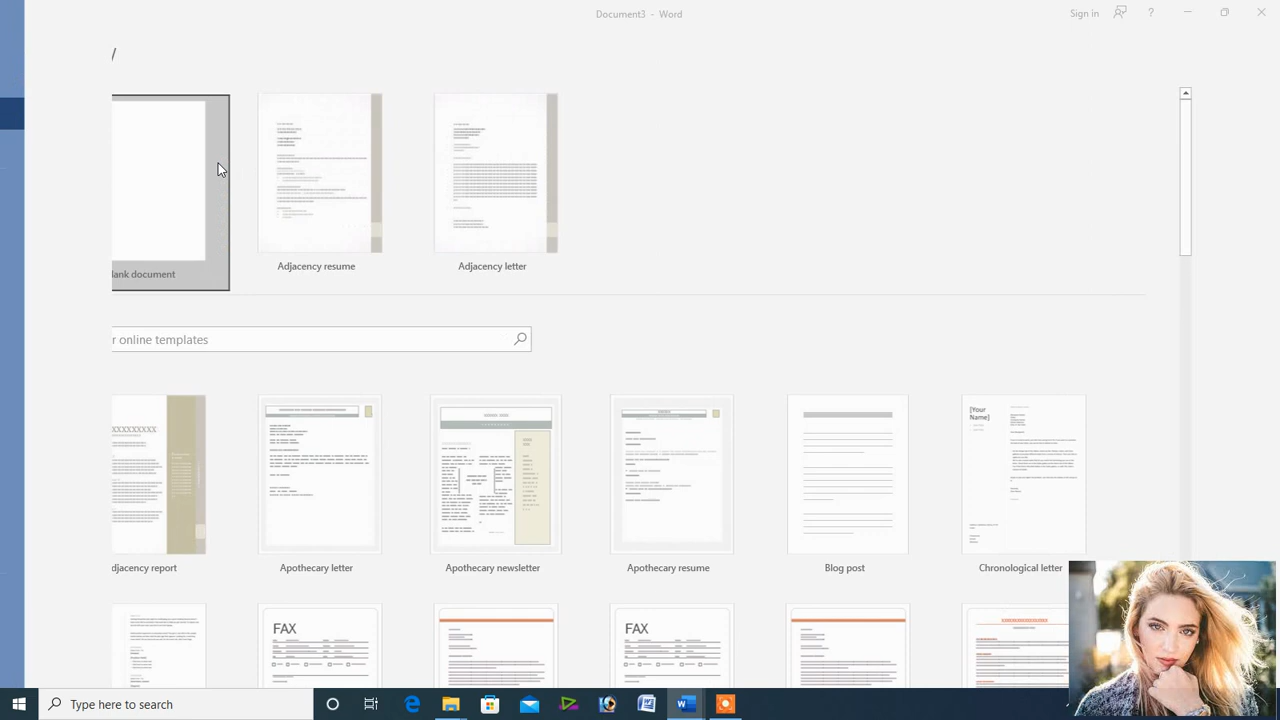 Document3 - Word
Sign in
?
lank document
Adjacency resume
Adjacency letter
r online templates
[Your
Name]
djacency report
Apothecary letter
Apothecary newsletter
Apothecary resume
Blog post
Chronological letter
FAX
FAX
Type here to search